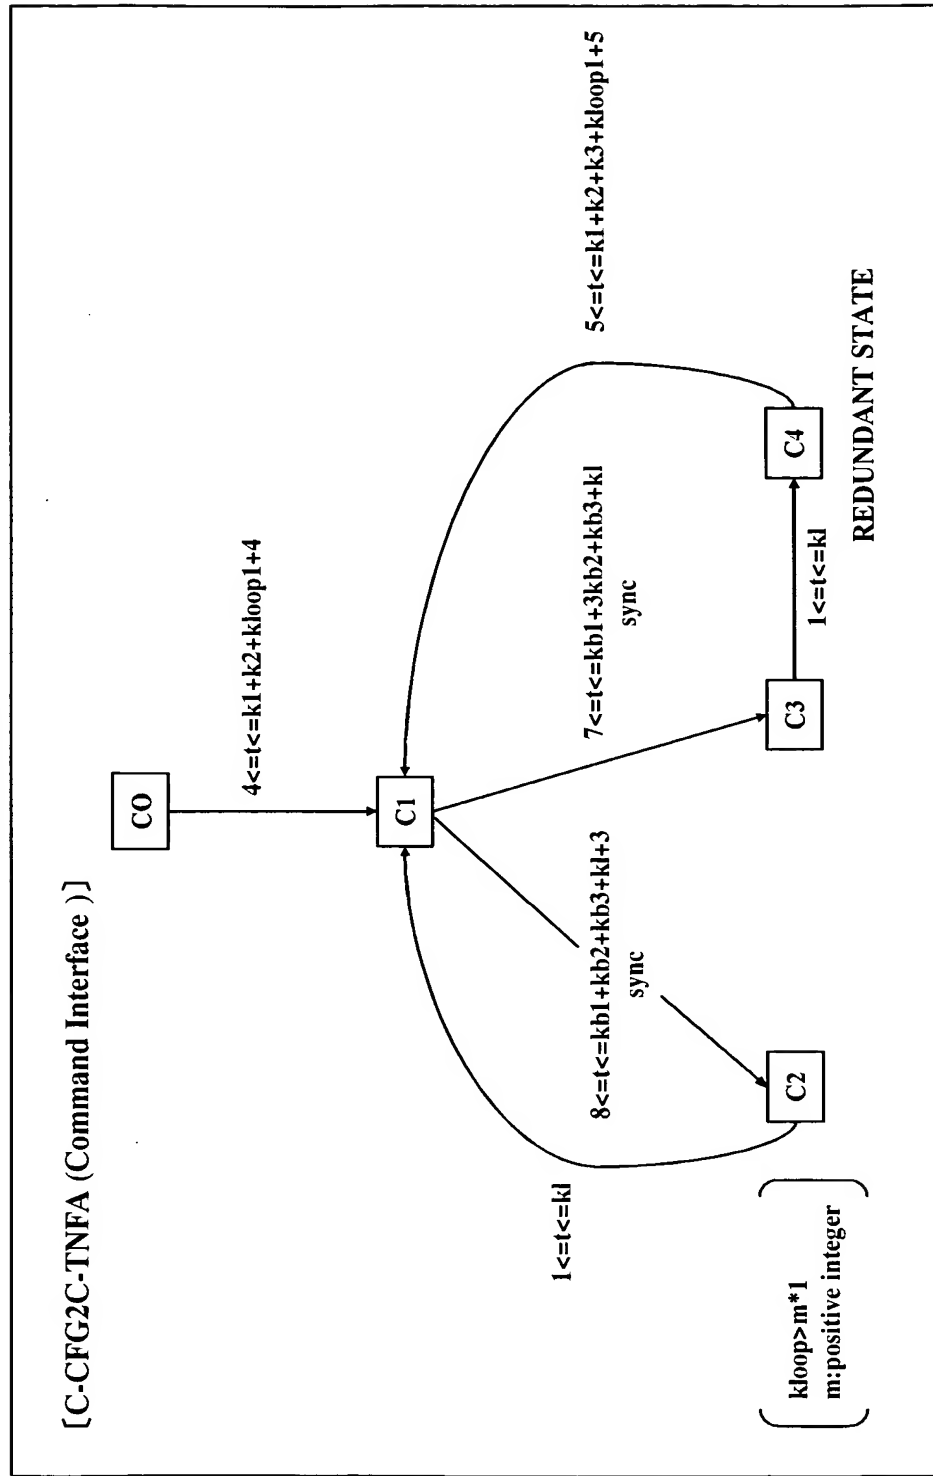 [C-CFG2C-TNFA (Command Interface )]
CO
4<=t<=k1+k2+kloop1+4
C1
1<=t<=kl
8<=t<=kb1+kb2+kb3+kl+3
sync
7<=t<=kb1+3kb2+kb3+kl
sync
5<=t<=k1+k2+k3+kloop1+5
C2
C3
1<=t<=kl
C4
REDUNDANT STATE
kloop>m*1
m:positive integer